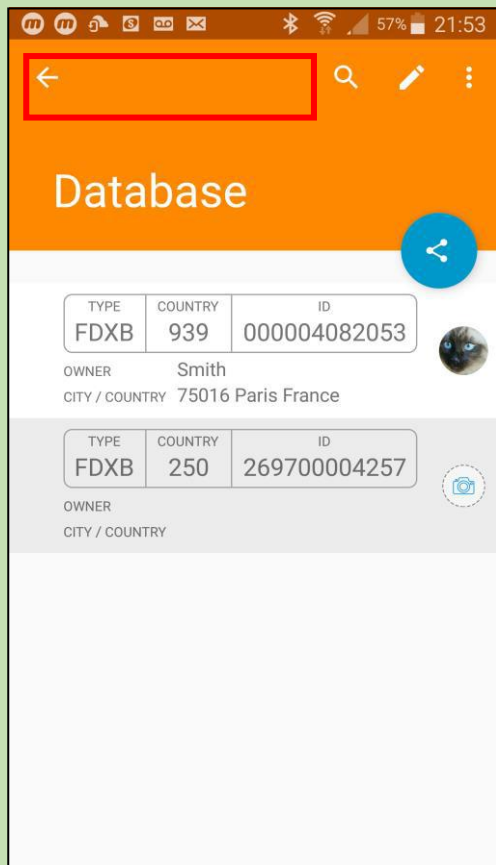 57% 21:53
Database
TYPE COUNTRY ID
FDXB 939 000004082053
OWNER Smith
CITY / COUNTRY 75016 Paris France
TYPE COUNTRY ID
FDXB 250 269700004257
OWNER
CITY / COUNTRY